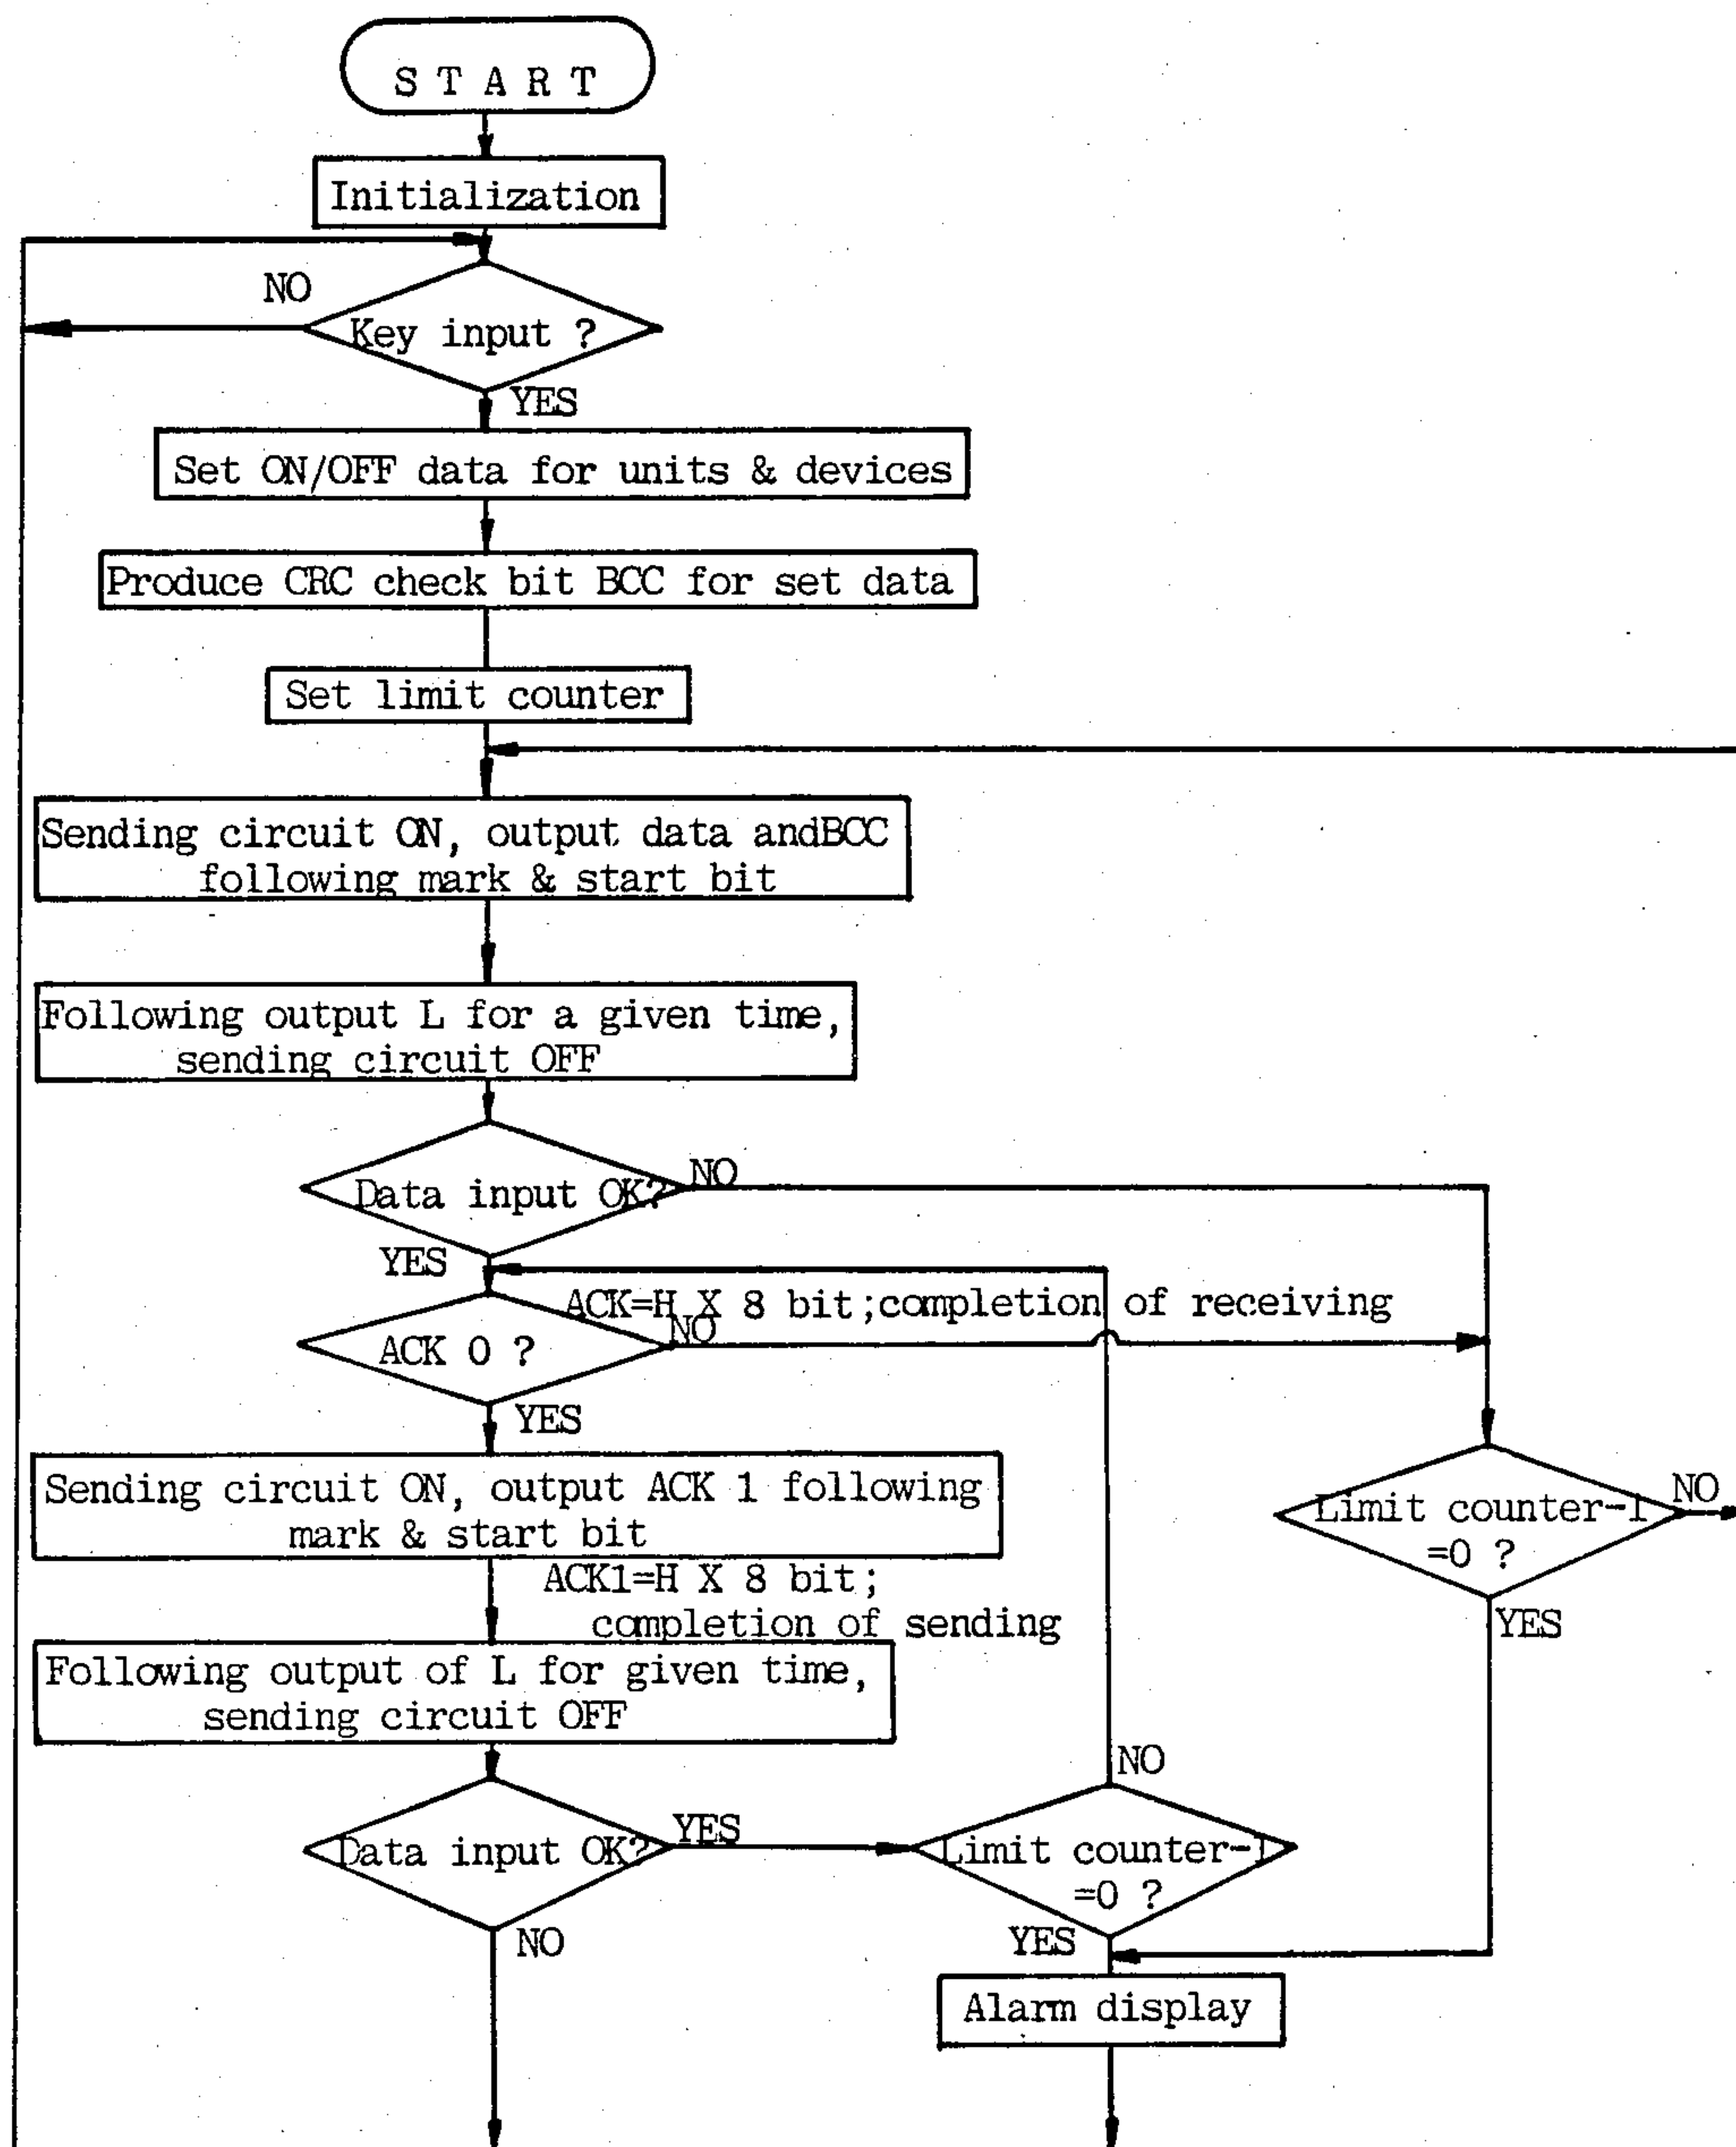 S T A R T
Initialization
NO
Key input ?
YES
Set ON/OFF data for units & devices
Produce CRC check bit BCC for set data
Set limit counter
Sending circuit ON, output data andBCC
following mark & start bit
Following output L for a given time,
sending circuit OFF
Data input OK?
NO
YES
ACK=H X 8 bit;completion of receiving
ACK 0 ?
NO
YES
Sending circuit ON, output ACK 1 following
mark & start bit
Limit counter-1
=0 ?
NO
YES
ACK1=H X 8 bit;
completion of sending
Following output of L for given time,
sending circuit OFF
NO
Data input OK?
YES
Limit counter-1
=0 ?
NO
YES
Alarm display